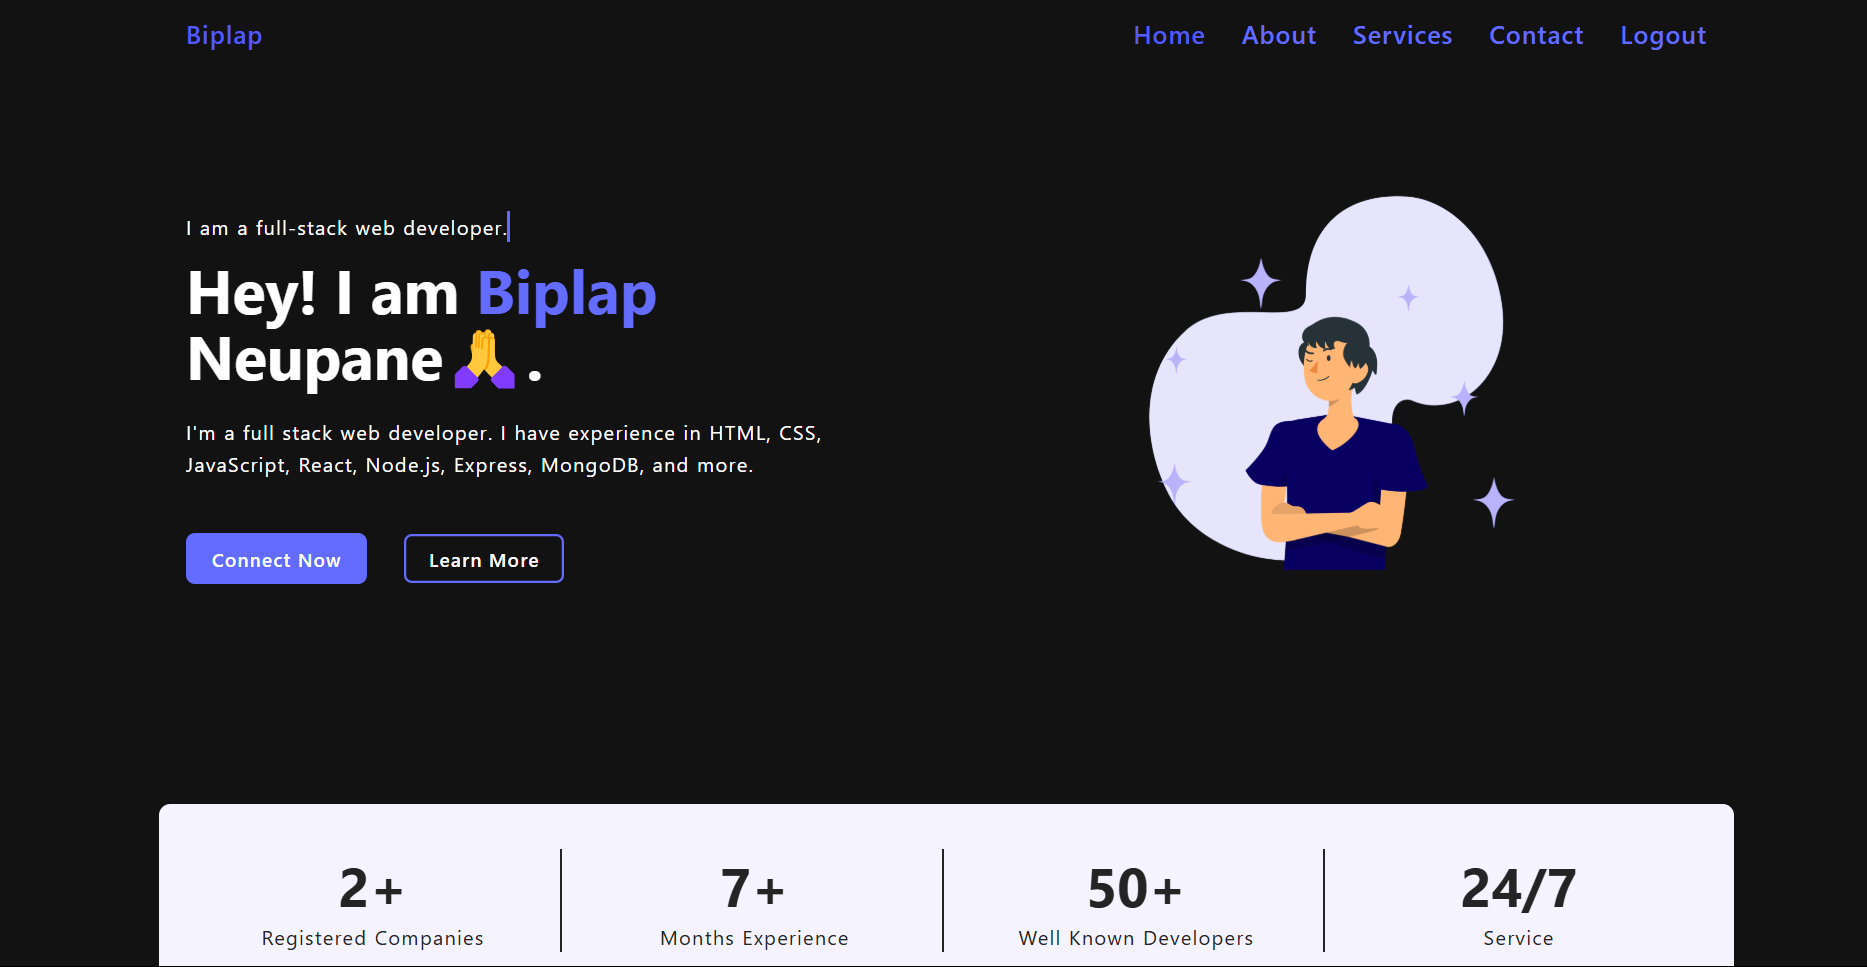 Biplap
Home About Services Contact Logout
I am a full-stack web developer.
Hey! I am Biplap
Neupane🙏.
I'm a full stack web developer. I have experience in HTML, CSS,
JavaScript, React, Node.js, Express, MongoDB, and more.
Connect Now
Learn More
2+
Registered Companies
7+
Months Experience
50+
Well Known Developers
24/7
Service